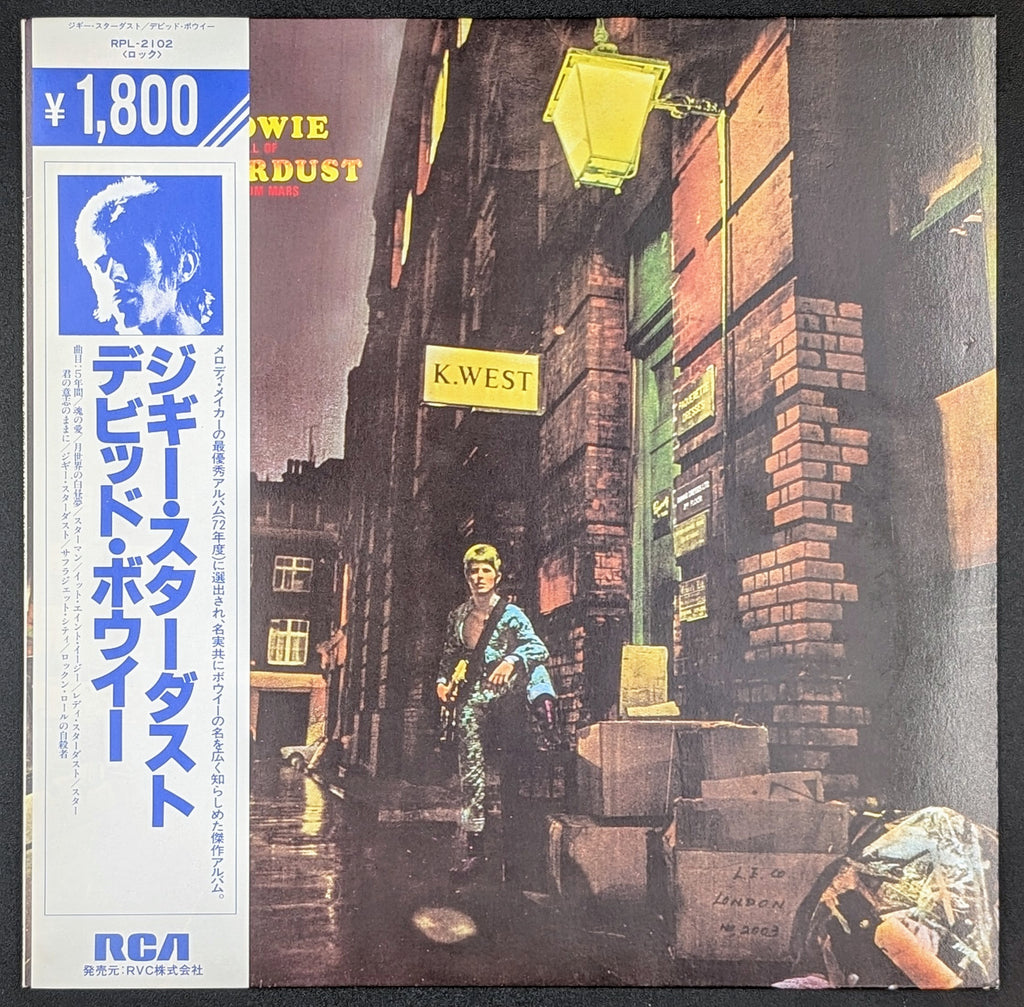 ジギー・スターダスト／デビッド・ボウイー
RPL-2102
〈ロック〉
¥1,800
メロディ・メイカーの最優秀アルバム(72年度)に選出され、名実共にボウイーの名を広く知らしめた傑作アルバム。
ジギー・スターダスト
デビッド・ボウイー
曲目：5年間／魂の愛／月世界の白昼夢／スターマン／イット・エイント・イージー／レディ・スターダスト／スター
君の意志のままに／ジギー・スターダスト／サフラジェット・シティ／ロックン・ロールの自殺者
RCA
発売元：RVC株式会社
OWIE
L OF
RDUST
OM MARS
K.WEST
LONDON
Nº 2003